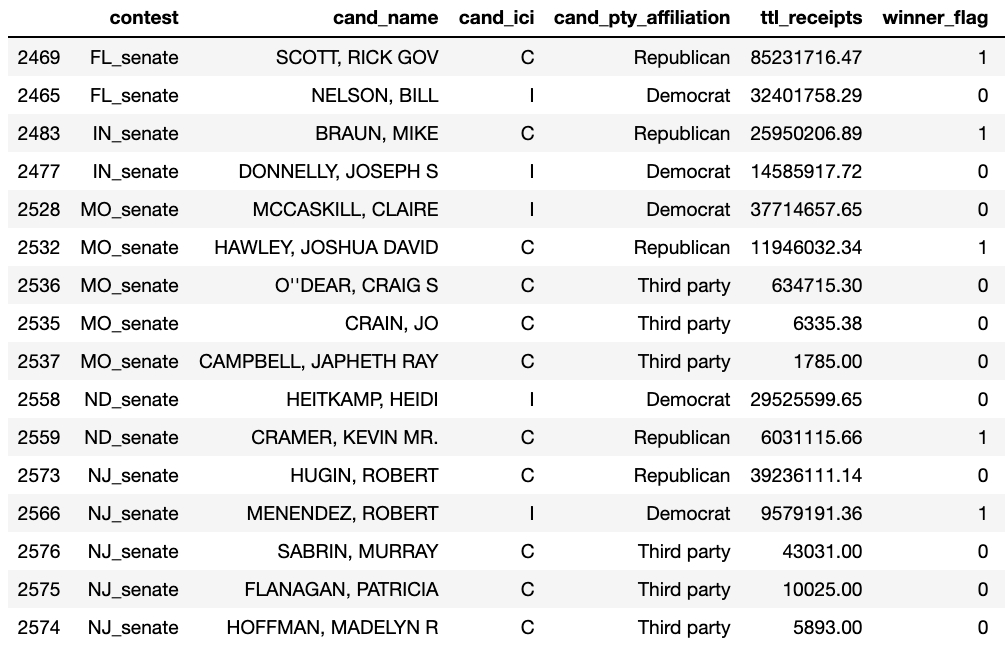 contest cand_name cand_ici cand_pty_affiliation ttl_receipts winner_flag
2469 FL_senate SCOTT, RICK GOV C Republican 85231716.47 1
2465 FL_senate NELSON, BILL I Democrat 32401758.29 0
2483 IN_senate BRAUN, MIKE C Republican 25950206.89 1
2477 IN_senate DONNELLY, JOSEPH S I Democrat 14585917.72 0
2528 MO_senate MCCASKILL, CLAIRE I Democrat 37714657.65 0
2532 MO_senate HAWLEY, JOSHUA DAVID C Republican 11946032.34 1
2536 MO_senate O''DEAR, CRAIG S C Third party 634715.30 0
2535 MO_senate CRAIN, JO C Third party 6335.38 0
2537 MO_senate CAMPBELL, JAPHETH RAY C Third party 1785.00 0
2558 ND_senate HEITKAMP, HEIDI I Democrat 29525599.65 0
2559 ND_senate CRAMER, KEVIN MR. C Republican 6031115.66 1
2573 NJ_senate HUGIN, ROBERT C Republican 39236111.14 0
2566 NJ_senate MENENDEZ, ROBERT I Democrat 9579191.36 1
2576 NJ_senate SABRIN, MURRAY C Third party 43031.00 0
2575 NJ_senate FLANAGAN, PATRICIA C Third party 10025.00 0
2574 NJ_senate HOFFMAN, MADELYN R C Third party 5893.00 0